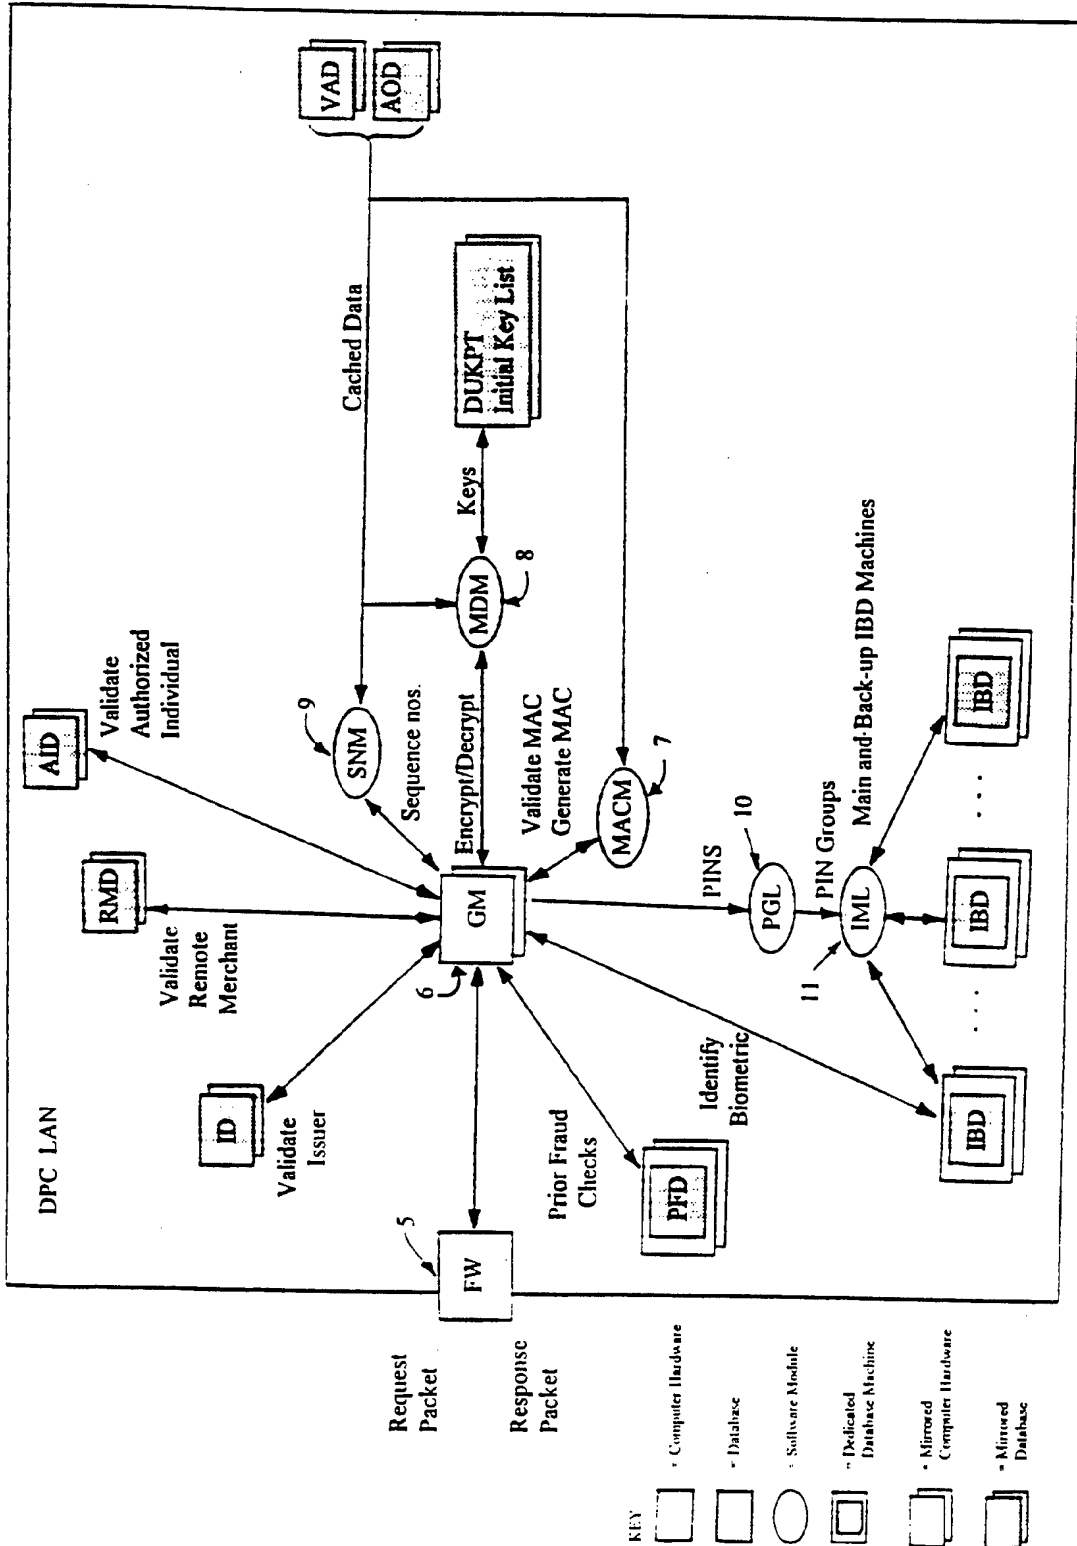 DPC LAN
AID
Validate
Authorized
Individual
RMD
Validate
Remote
Merchant
ID
Validate
Issuer
VAD
AOD
Cached Data
9
SNM
Sequence nos.
DUKPT
Initial Key List
Keys
MDM
8
Encrypt/Decrypt
GM
6
Validate MAC
Generate MAC
MACM
7
Request
Packet
FW
5
Response
Packet
Prior Fraud
Checks
PFD
Identify
Biometric
PINS
PGL
10
PIN Groups
IML
11
Main and Back-up IBD Machines
IBD
. . .
IBD
. . .
IBD
KEY
= Computer Hardware
= Database
= Software Module
= Dedicated
Database Machine
= Mirrored
Computer Hardware
= Mirrored
Database